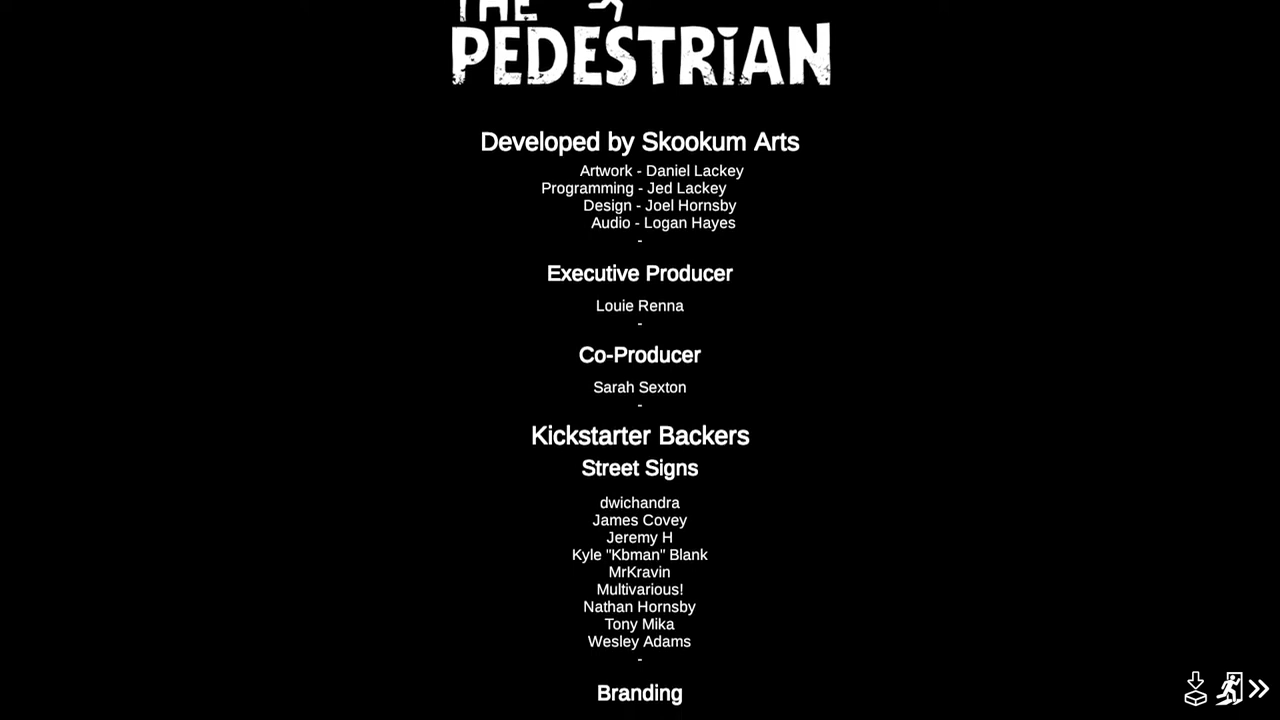 THE
PEDESTRIAN
Developed by Skookum Arts
Artwork - Daniel Lackey
Programming - Jed Lackey
Design - Joel Hornsby
Audio - Logan Hayes
-
Executive Producer
Louie Renna
-
Co-Producer
Sarah Sexton
-
Kickstarter Backers
Street Signs
dwichandra
James Covey
Jeremy H
Kyle "Kbman" Blank
MrKravin
Multivarious!
Nathan Hornsby
Tony Mika
Wesley Adams
-
Branding